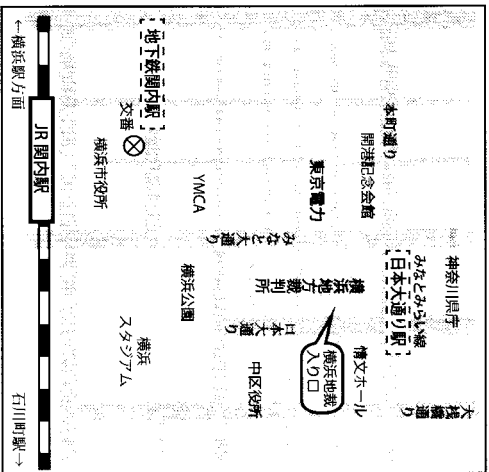 神奈川県庁
みなとみらい線
日本大通り駅
大桟橋通り
本町通り
開港記念会館
情文ホール
横浜地裁
入り口
東京電力
横浜地方
裁判所
中区役所
みなと大通り
日本大通り
YMCA
横浜公園
地下鉄関内駅
交番
横浜市役所
横浜
スタジアム
←横浜駅方面
JR関内駅
石川町駅→